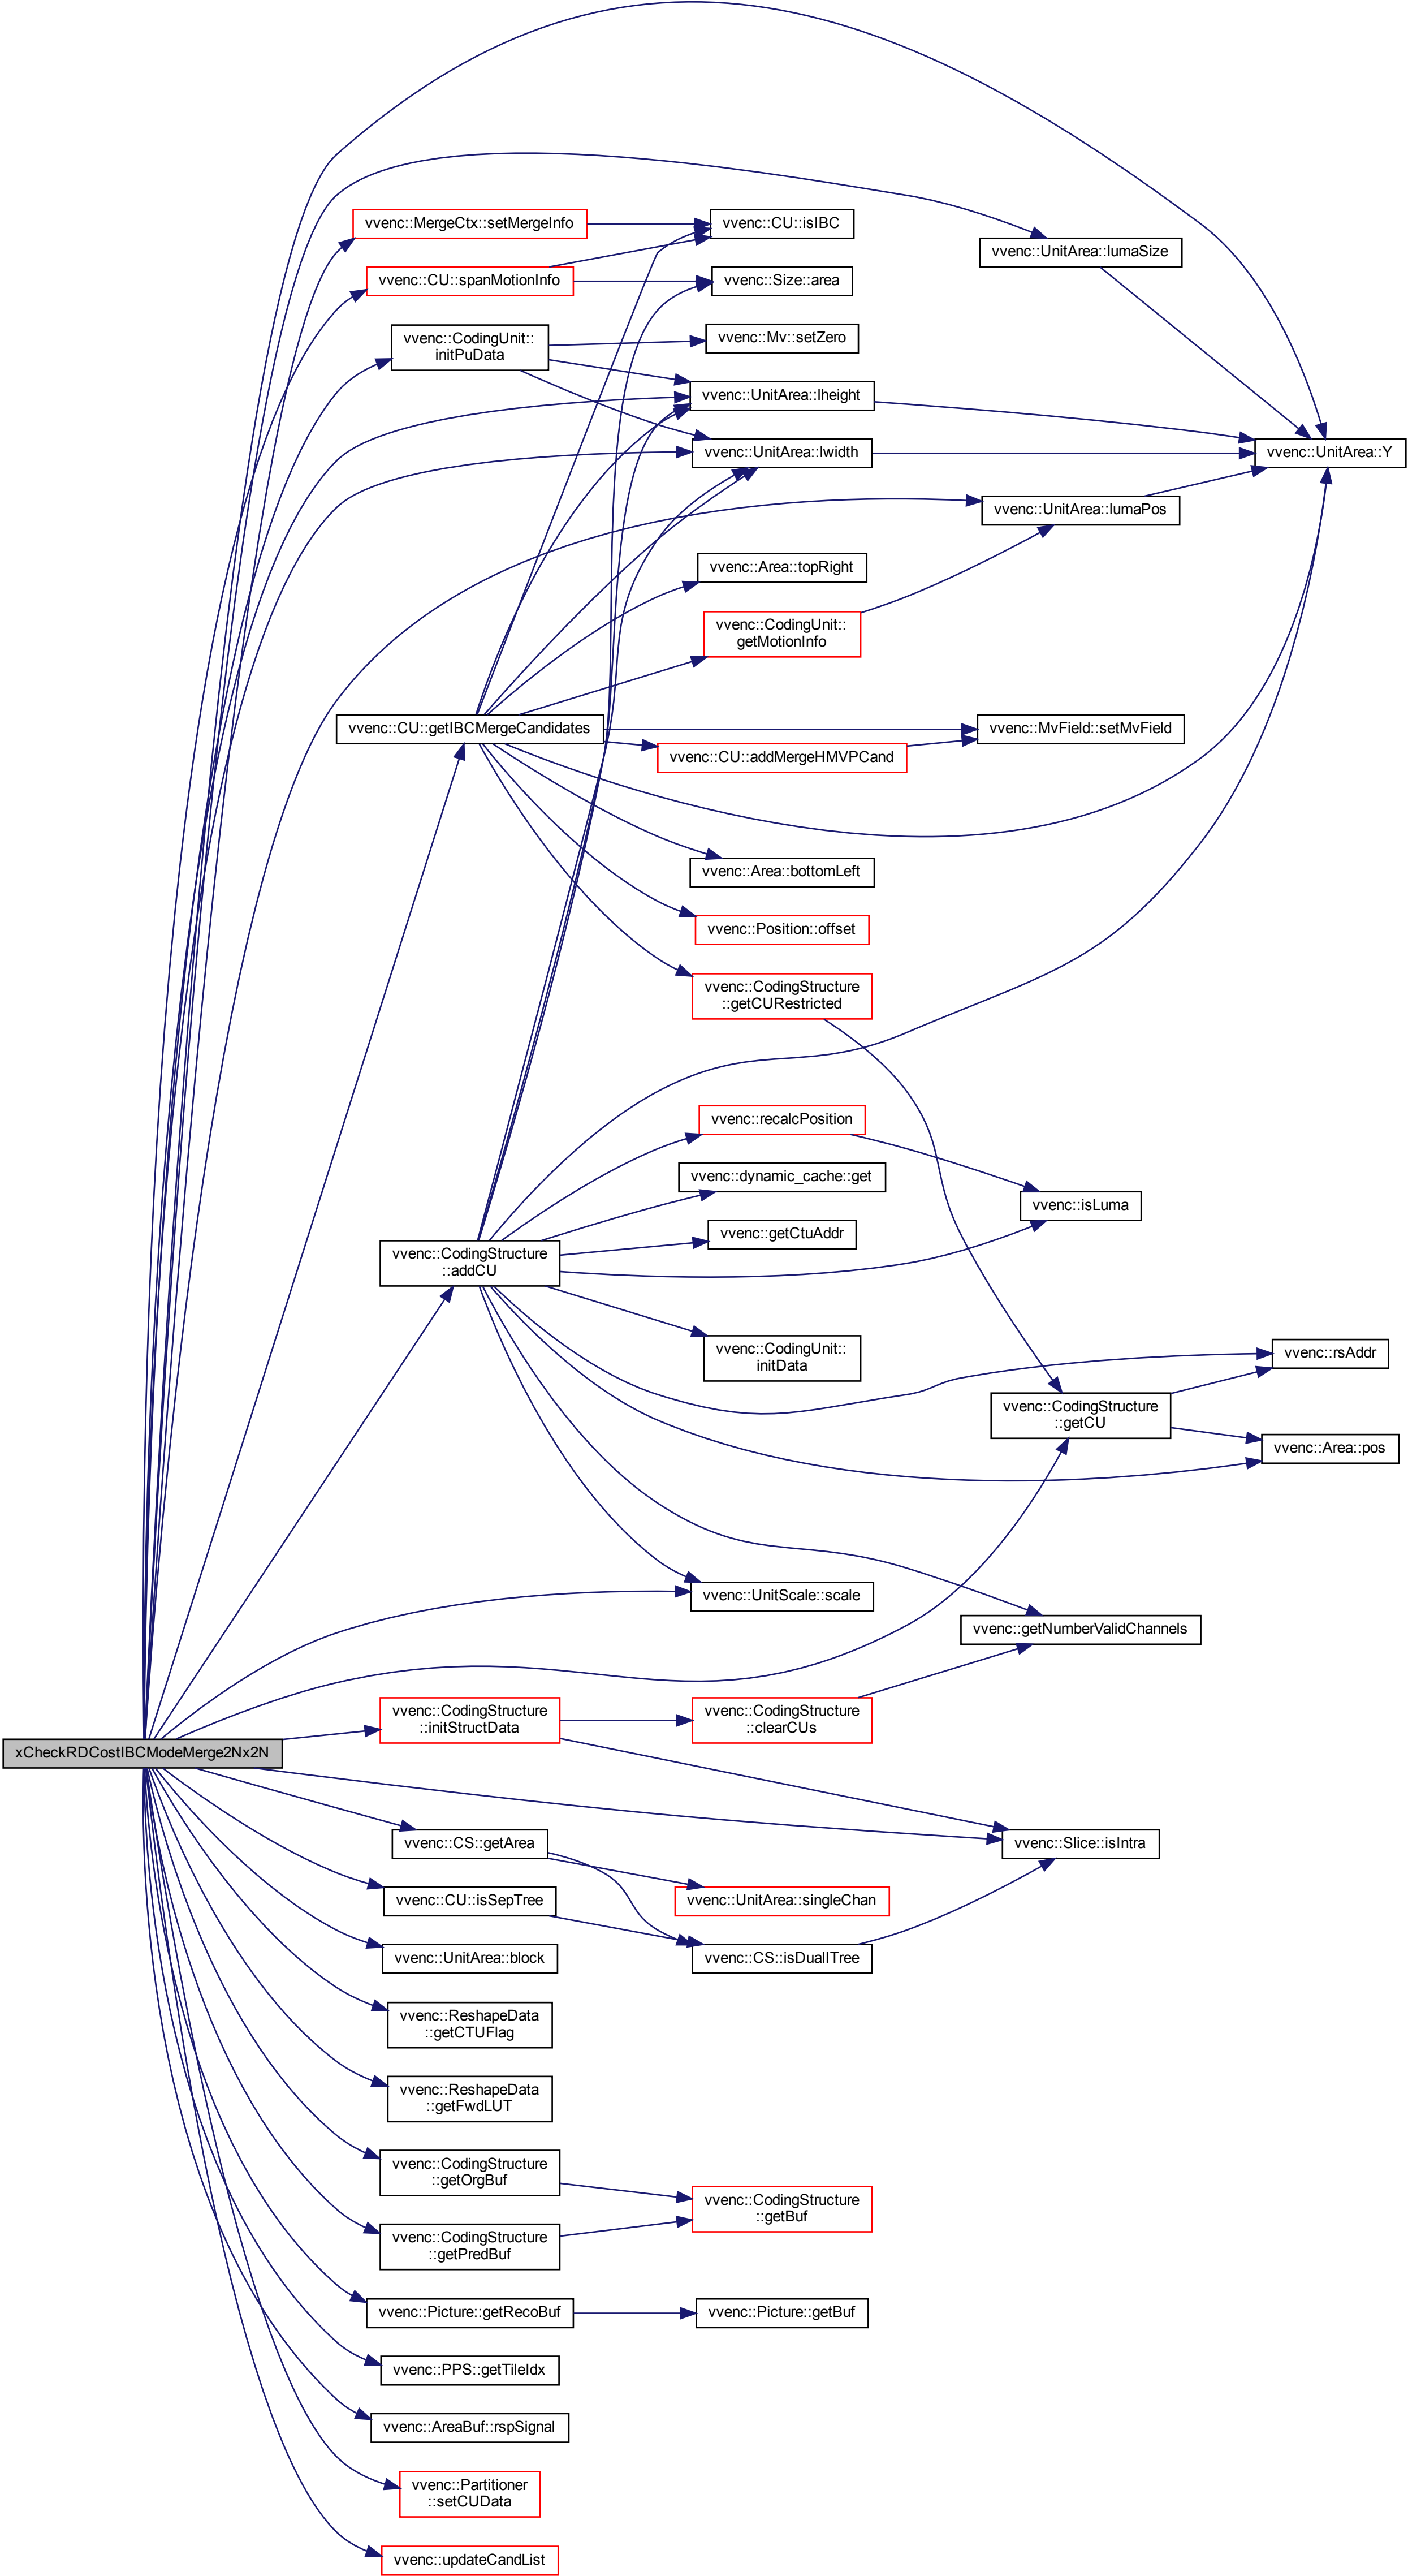 vvenc::MergeCtx::setMergeInfo
vvenc::CU::isIBC
vvenc::UnitArea::lumaSize
vvenc::CU::spanMotionInfo
vvenc::Size::area
vvenc::CodingUnit::
initPuData
vvenc::Mv::setZero
vvenc::UnitArea::lheight
vvenc::UnitArea::lwidth
vvenc::UnitArea::Y
vvenc::UnitArea::lumaPos
vvenc::Area::topRight
vvenc::CodingUnit::
getMotionInfo
vvenc::CU::getIBCMergeCandidates
vvenc::MvField::setMvField
vvenc::CU::addMergeHMVPCand
vvenc::Area::bottomLeft
vvenc::Position::offset
vvenc::CodingStructure
::getCURestricted
vvenc::recalcPosition
vvenc::dynamic_cache::get
vvenc::isLuma
vvenc::getCtuAddr
vvenc::CodingStructure
::addCU
vvenc::CodingUnit::
initData
vvenc::rsAddr
vvenc::CodingStructure
::getCU
vvenc::Area::pos
vvenc::UnitScale::scale
vvenc::getNumberValidChannels
vvenc::CodingStructure
::initStructData
vvenc::CodingStructure
::clearCUs
xCheckRDCostIBCModeMerge2Nx2N
vvenc::CS::getArea
vvenc::Slice::isIntra
vvenc::CU::isSepTree
vvenc::UnitArea::singleChan
vvenc::UnitArea::block
vvenc::CS::isDualITree
vvenc::ReshapeData
::getCTUFlag
vvenc::ReshapeData
::getFwdLUT
vvenc::CodingStructure
::getOrgBuf
vvenc::CodingStructure
::getBuf
vvenc::CodingStructure
::getPredBuf
vvenc::Picture::getRecoBuf
vvenc::Picture::getBuf
vvenc::PPS::getTileIdx
vvenc::AreaBuf::rspSignal
vvenc::Partitioner
::setCUData
vvenc::updateCandList